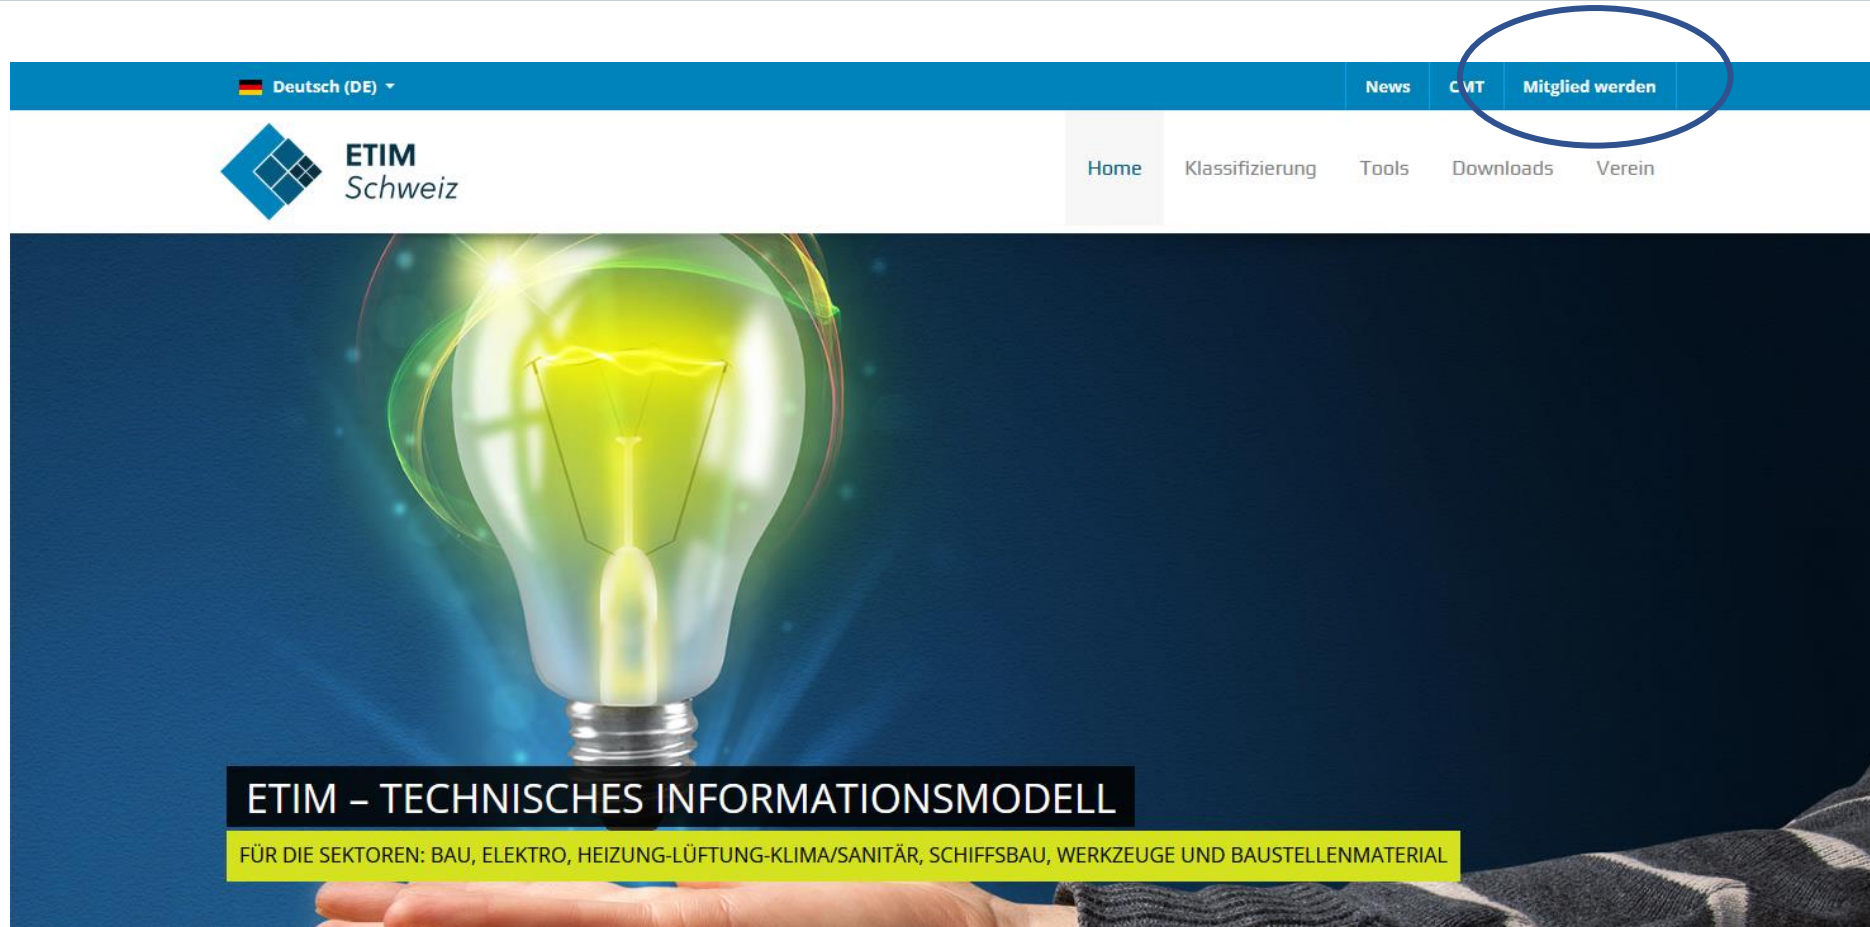 Deutsch (DE)
News
CMT
Mitglied werden
ETIM
Schweiz
Home
Klassifizierung
Tools
Downloads
Verein
ETIM – TECHNISCHES INFORMATIONSMODELL
FÜR DIE SEKTOREN: BAU, ELEKTRO, HEIZUNG-LÜFTUNG-KLIMA/SANITÄR, SCHIFFSBAU, WERKZEUGE UND BAUSTELLENMATERIAL